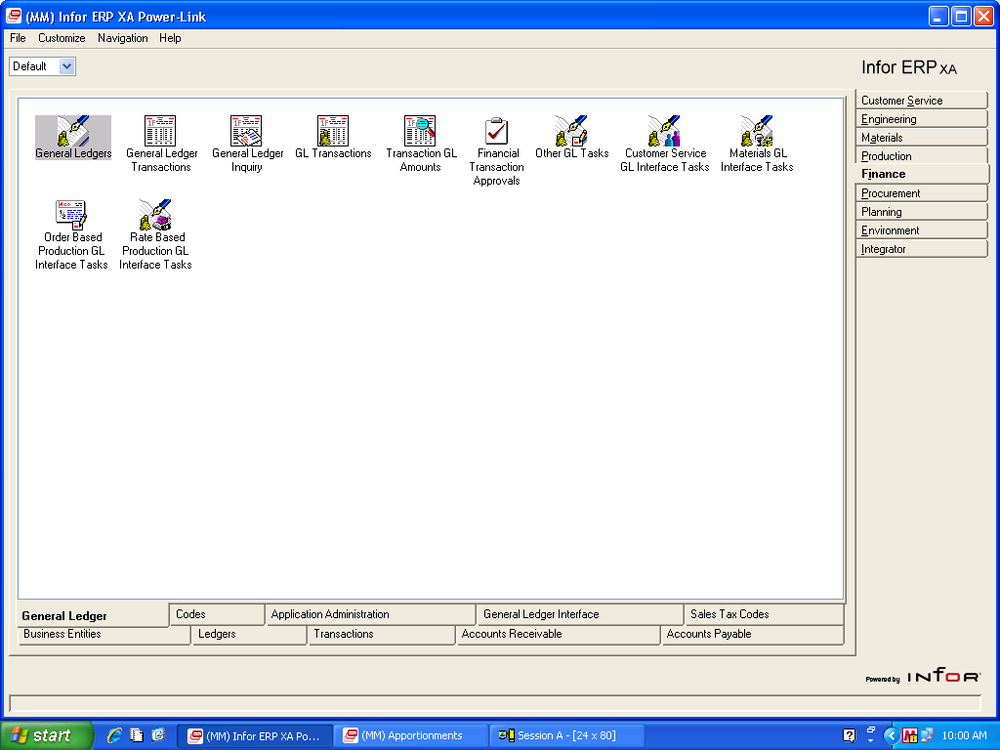 (MM) Infor ERP XA Power-Link
File Customize Navigation Help
Default
Infor ERP XA
Customer Service
Engineering
Materials
Production
Finance
Procurement
Planning
Environment
Integrator
General Ledgers
General Ledger
Transactions
General Ledger
Inquiry
GL Transactions
Transaction GL
Amounts
Financial
Transaction
Approvals
Other GL Tasks
Customer Service
GL Interface Tasks
Materials GL
Interface Tasks
Order Based
Production GL
Interface Tasks
Rate Based
Production GL
Interface Tasks
General Ledger
Codes
Application Administration
General Ledger Interface
Sales Tax Codes
Business Entities
Ledgers
Transactions
Accounts Receivable
Accounts Payable
Powered by infor
start
(MM) Infor ERP XA Po...
(MM) Apportionments
Session A - [24 x 80]
10:00 AM